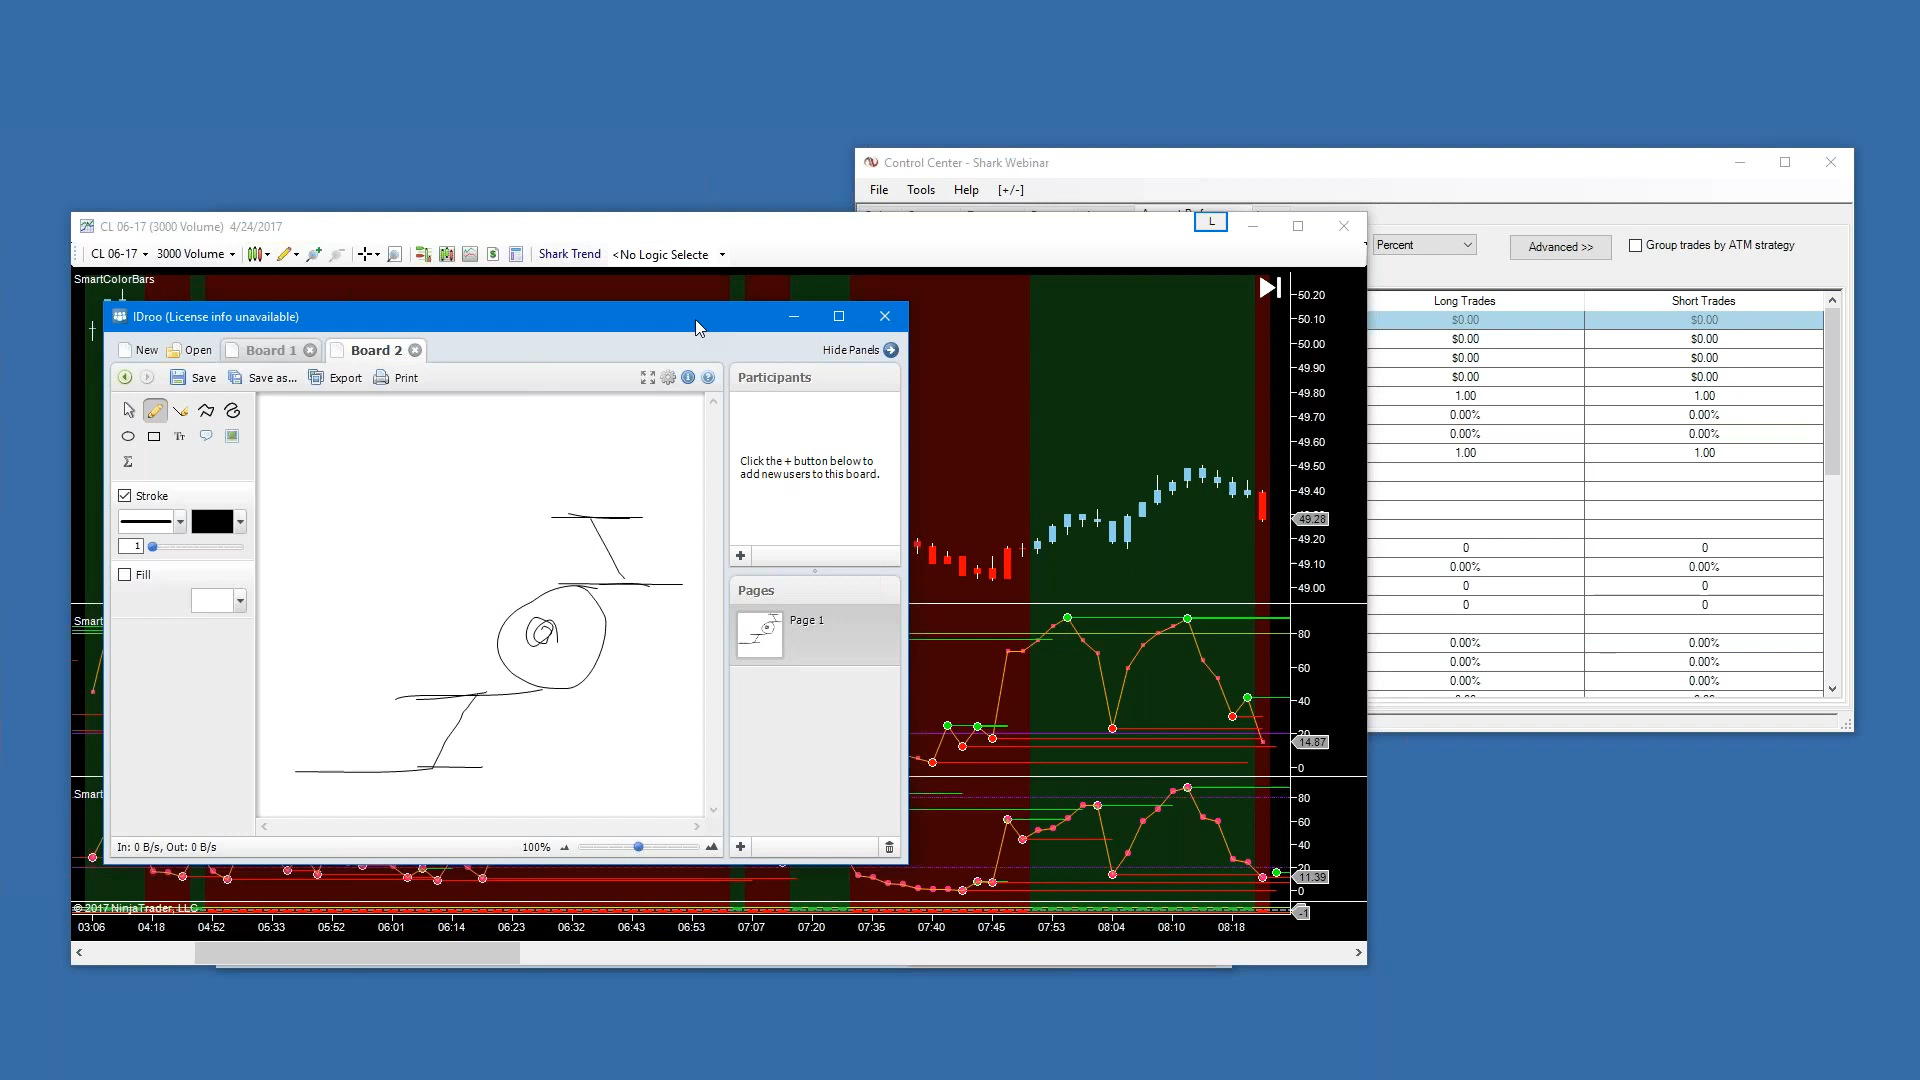 Control Center - Shark Webinar
File Tools Help [+/-]
CL 06-17 (3000 Volume) 4/24/2017
L
CL 06-17 3000 Volume Shark Trend <No Logic Selecte
Percent Advanced >> Group trades by ATM strategy
SmartColorBars
Long Trades Short Trades
$0.00 $0.00
$0.00 $0.00
$0.00 $0.00
$0.00 $0.00
1.00 1.00
0.00% 0.00%
0.00% 0.00%
1.00 1.00
0 0
0.00% 0.00%
0 0
0 0
0.00% 0.00%
0.00% 0.00%
0.00% 0.00%
IDroo (License info unavailable)
New Open Board 1 Board 2 Hide Panels
Save Save as... Export Print
Participants
Tr
Click the + button below to
add new users to this board.
Σ
Stroke
1
Fill
Pages
Page 1
In: 0 B/s, Out: 0 B/s 100%
50.20
50.10
50.00
49.90
49.80
49.70
49.60
49.50
49.40
49.28
49.20
49.10
49.00
Smart
80
60
40
20
14.87
0
Smart
80
60
40
20
11.39
0
-1
© 2017 NinjaTrader, LLC
03:06 04:18 04:52 05:33 05:52 06:01 06:14 06:23 06:32 06:43 06:53 07:07 07:20 07:35 07:40 07:45 07:53 08:04 08:10 08:18